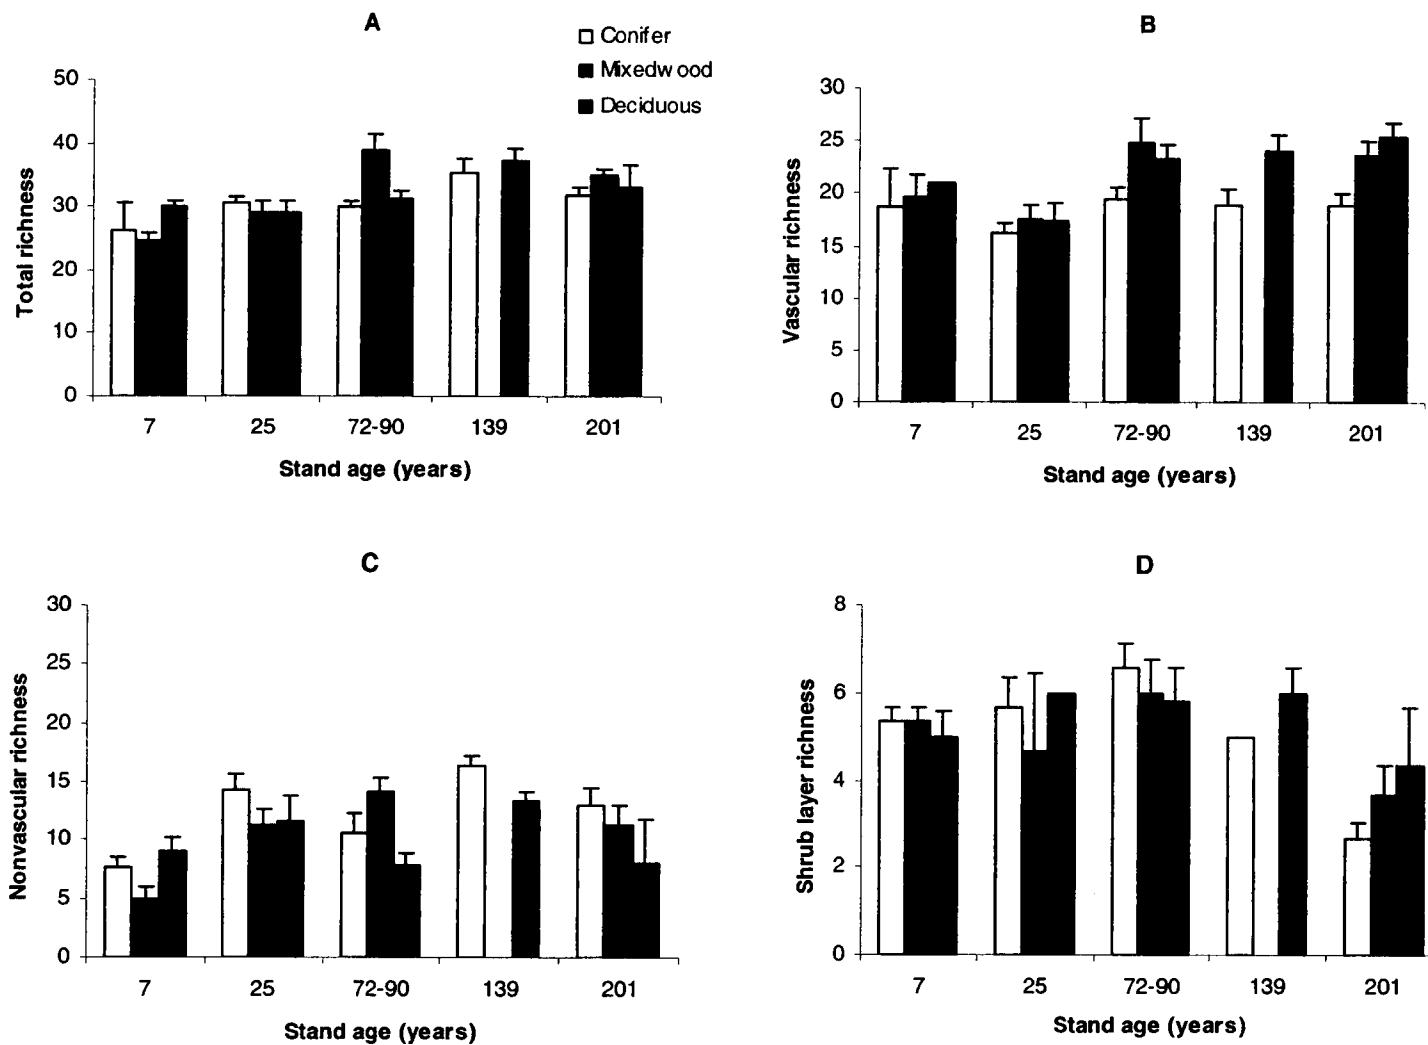 A
Conifer
Mixedwood
Deciduous
50
40
30
20
10
0
Total richness
7 25 72-90 139 201
Stand age (years)
B
30
25
20
15
10
5
0
Vascular richness
7 25 72-90 139 201
Stand age (years)
C
30
25
20
15
10
5
0
Nonvascular richness
7 25 72-90 139 201
Stand age (years)
D
8
6
4
2
0
Shrub layer richness
7 25 72-90 139 201
Stand age (years)